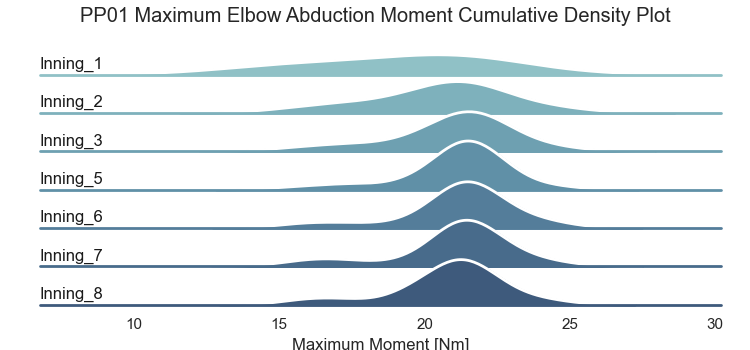 PP01 Maximum Elbow Abduction Moment Cumulative Density Plot
Inning_1
Inning_2
Inning_3
Inning_5
Inning_6
Inning_7
Inning_8
10 15 20 25 30
Maximum Moment [Nm]